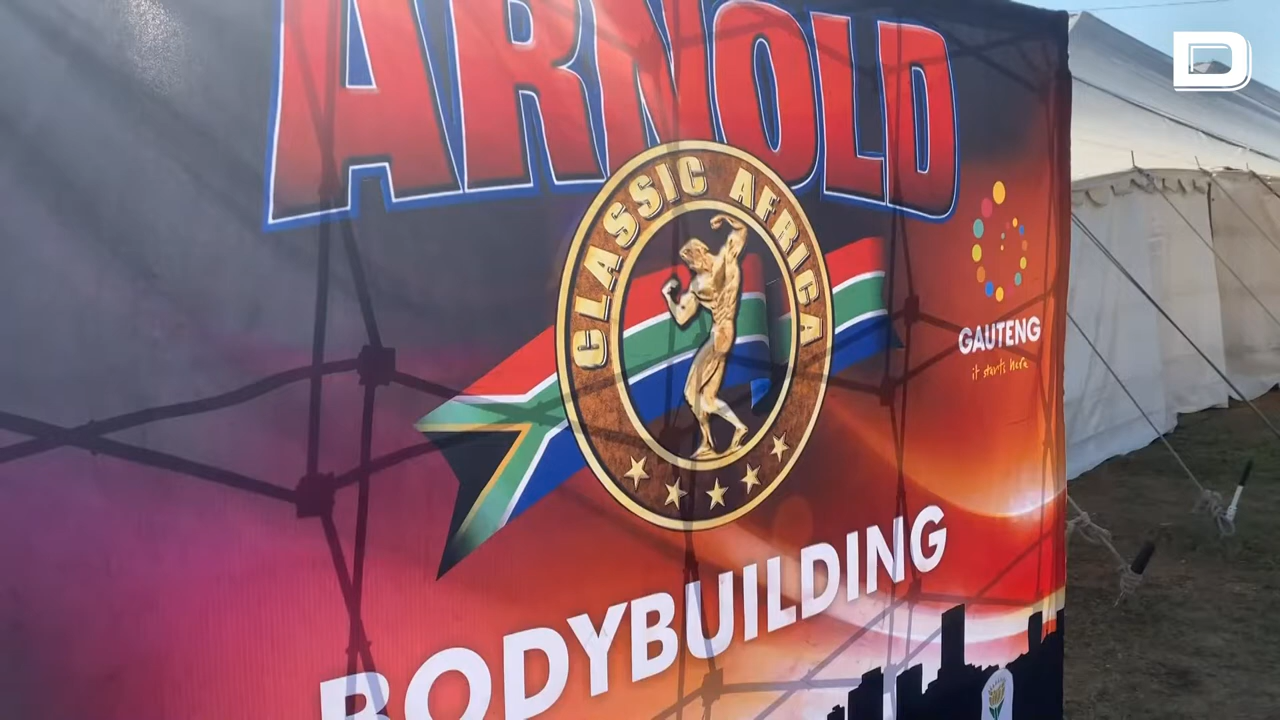 D
ARNOLD
CLASSIC AFRICA
GAUTENG
it starts here
BODYBUILDING